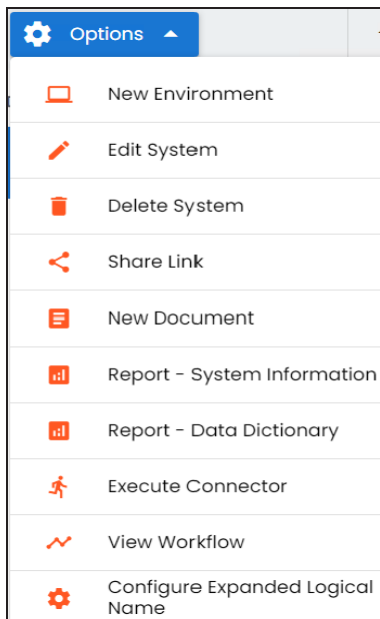 Options
New Environment
Edit System
Delete System
Share Link
New Document
Report - System Information
Report - Data Dictionary
Execute Connector
View Workflow
Configure Expanded Logical
Name